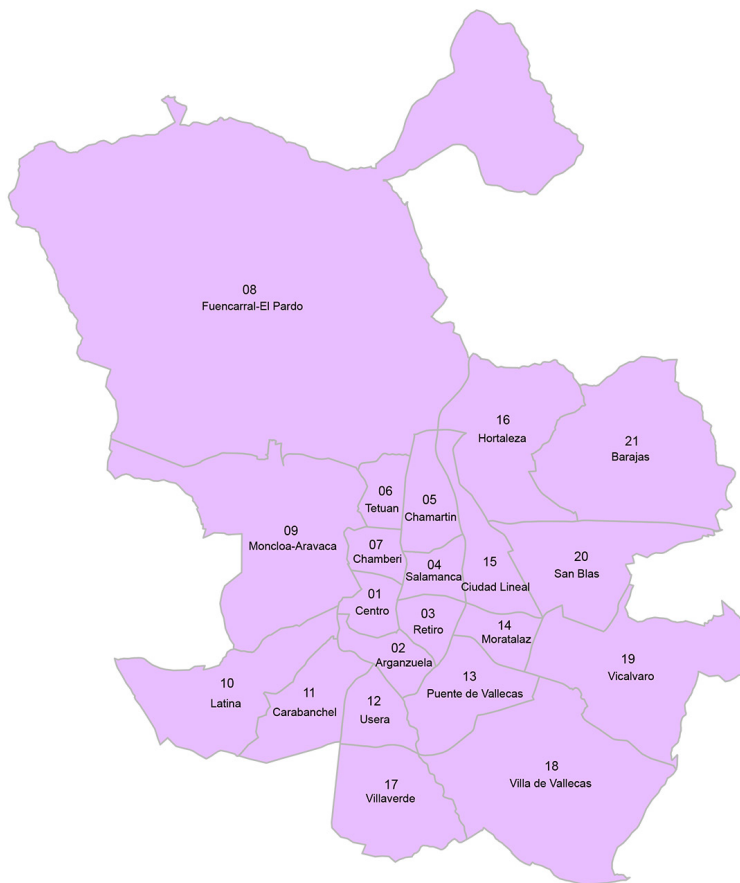 08
Fuencarral-El Pardo
16
Hortaleza
21
Barajas
06
Tetuan
05
Chamartin
09
Moncloa-Aravaca
07
Chamberi
04
Salamanca
15
Ciudad Lineal
20
San Blas
01
Centro
03
Retiro
14
Moratalaz
02
Arganzuela
19
Vicalvaro
10
Latina
11
Carabanchel
12
Usera
13
Puente de Vallecas
17
Villaverde
18
Villa de Vallecas